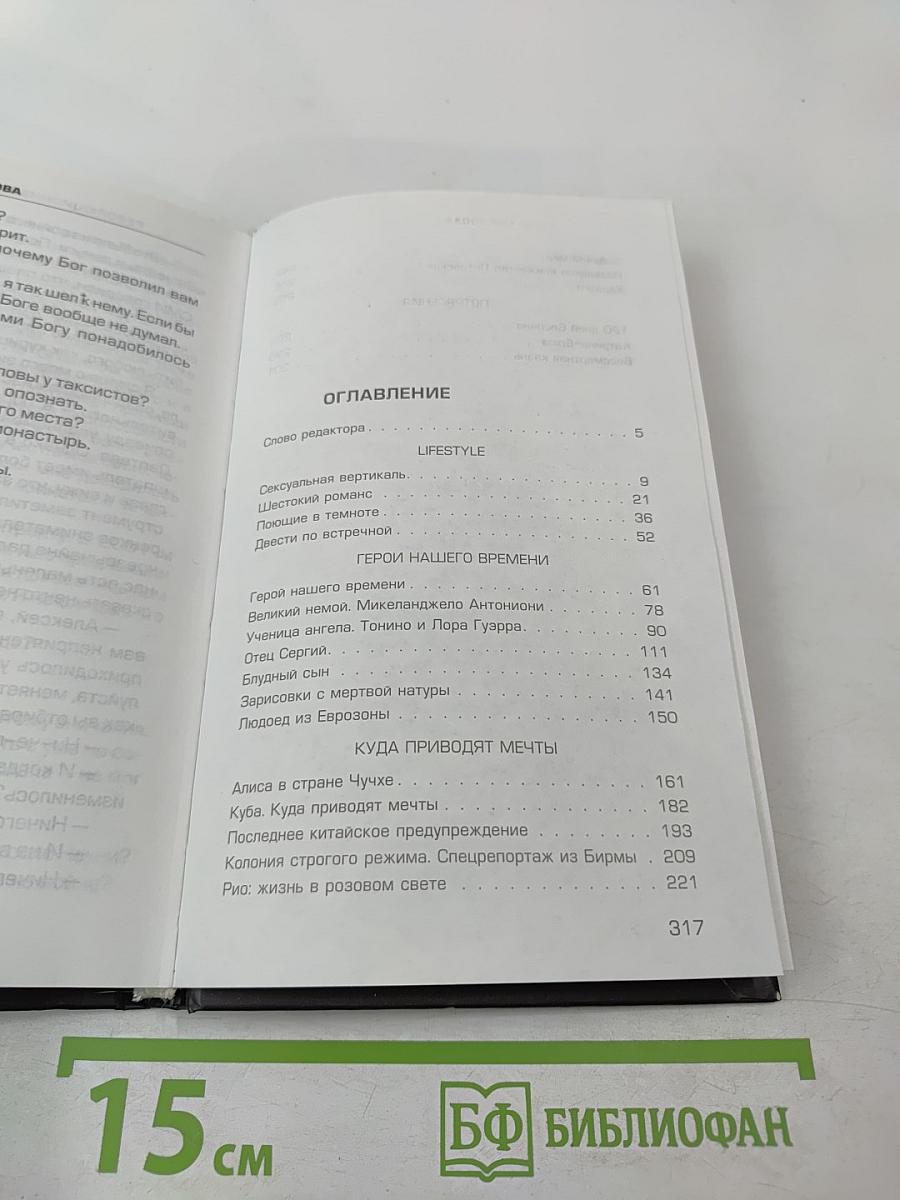 ОВА
?
рит.
почему Бог позволил вам
я так шел к нему. Если бы
Боге вообще не думал...
ми Богу понадобилось
ловы у таксистов?
опознать.
го места?
монастырь.
ы.
ОГЛАВЛЕНИЕ
Слово редактора . . . . . . . . . . . . . . . . . . . . . 5
LIFESTYLE
Сексуальная вертикаль. . . . . . . . . . . . . . . . . . 9
Шестокий романс . . . . . . . . . . . . . . . . . . . . 21
Поющие в темноте . . . . . . . . . . . . . . . . . . . . 36
Двести по встречной . . . . . . . . . . . . . . . . . . . 52
ГЕРОИ НАШЕГО ВРЕМЕНИ
Герой нашего времени . . . . . . . . . . . . . . . . . . 61
Великий немой. Микеланджело Антониони . . . . . . . 78
Ученица ангела. Тонино и Лора Гуэрра. . . . . . . . . 90
Отец Сергий. . . . . . . . . . . . . . . . . . . . . . . 111
Блудный сын . . . . . . . . . . . . . . . . . . . . . . 134
Зарисовки с мертвой натуры . . . . . . . . . . . . . 141
Людоед из Еврозоны . . . . . . . . . . . . . . . . . . 150
КУДА ПРИВОДЯТ МЕЧТЫ
Алиса в стране Чучхе . . . . . . . . . . . . . . . . . 161
Куба. Куда приводят мечты . . . . . . . . . . . . . . 182
Последнее китайское предупреждение . . . . . . . . 193
Колония строгого режима. Спецрепортаж из Бирмы . 209
Рио: жизнь в розовом свете . . . . . . . . . . . . . 221
317
15 см
БФ БИБЛИОФАН